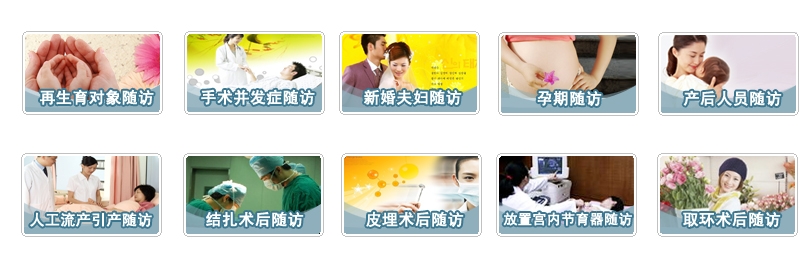 再生育对象随访
手术并发症随访
新婚夫妇随访
孕期随访
产后人员随访
人工流产引产随访
结扎术后随访
皮埋术后随访
放置宫内节育器随访
取环术后随访